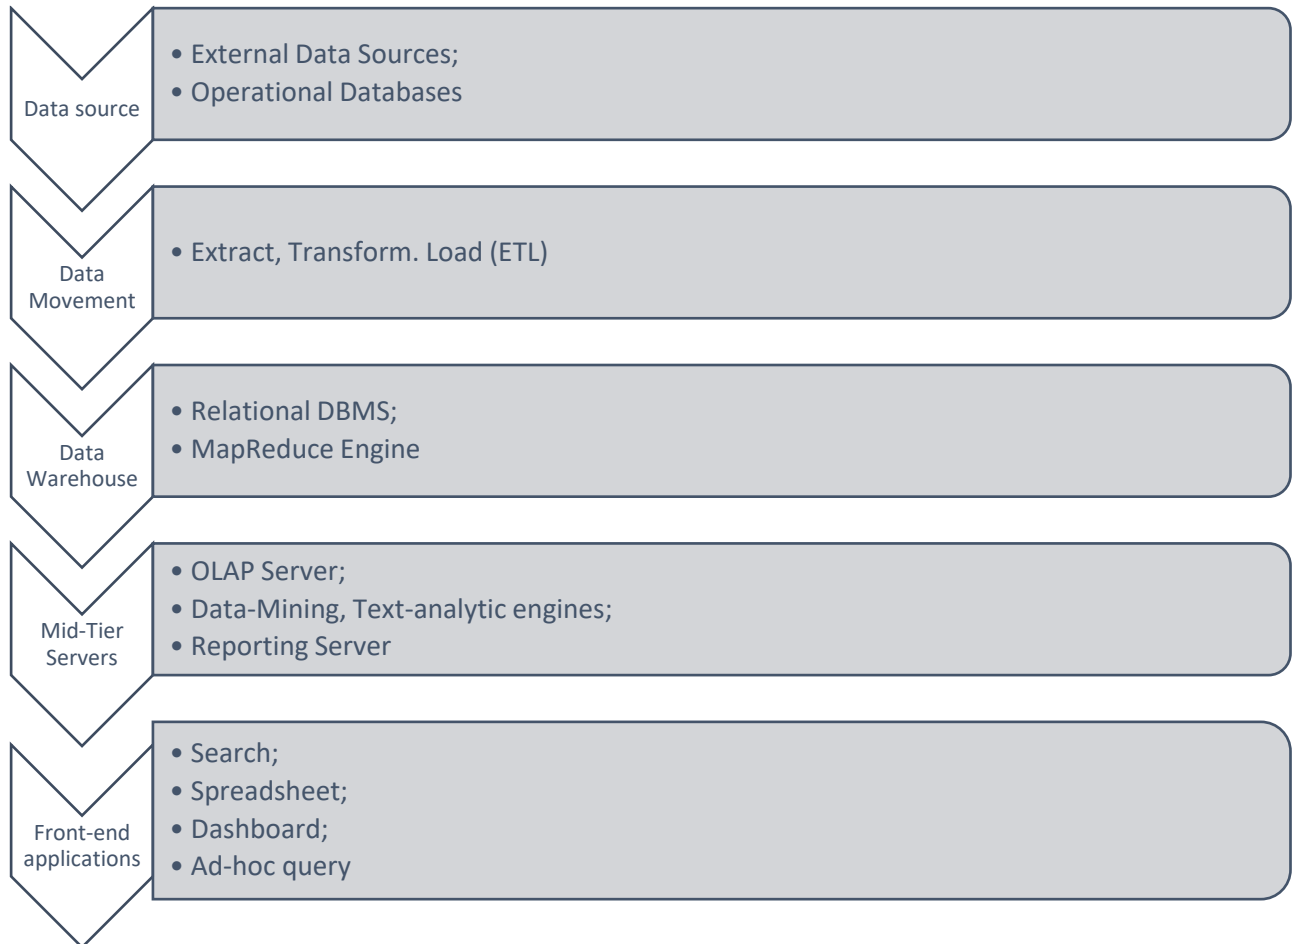 Data source
• External Data Sources;
• Operational Databases
Data
Movement
• Extract, Transform. Load (ETL)
Data
Warehouse
• Relational DBMS;
• MapReduce Engine
Mid-Tier
Servers
• OLAP Server;
• Data-Mining, Text-analytic engines;
• Reporting Server
Front-end
applications
• Search;
• Spreadsheet;
• Dashboard;
• Ad-hoc query